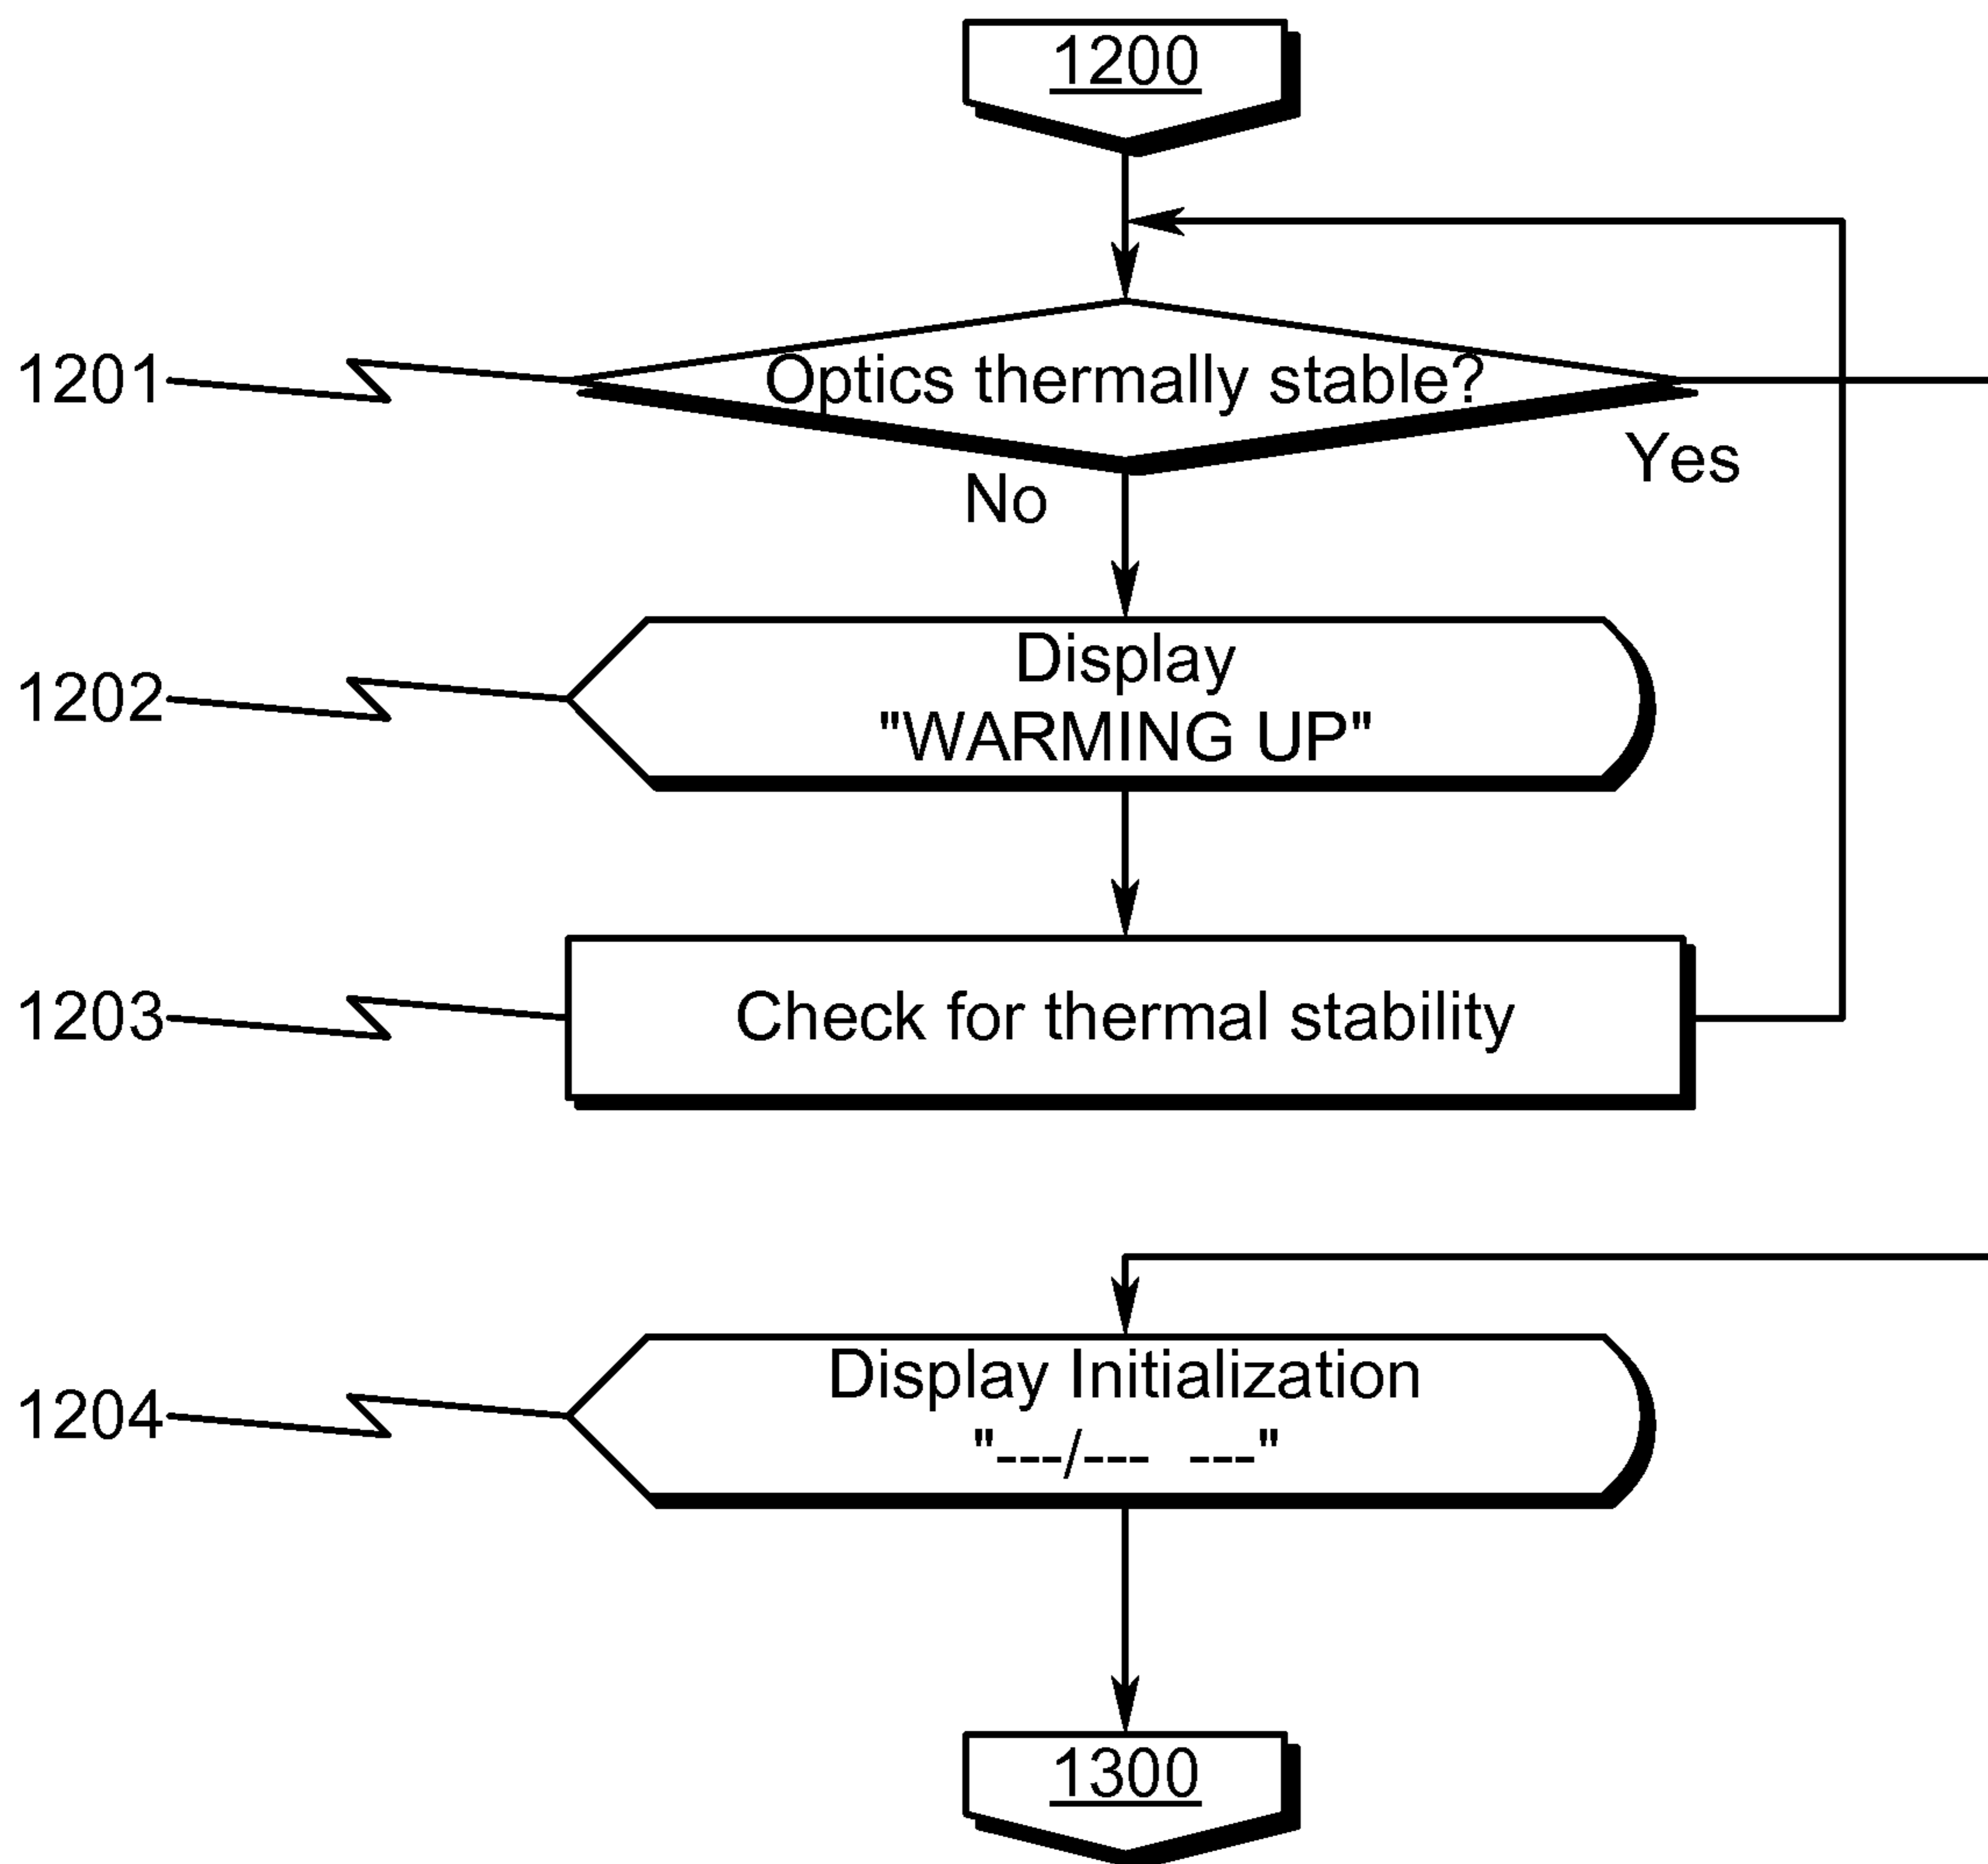 1200
1201
Optics thermally stable?
Yes
No
1202
Display
"WARMING UP"
1203
Check for thermal stability
1204
Display Initialization
"---/---  ---"
1300